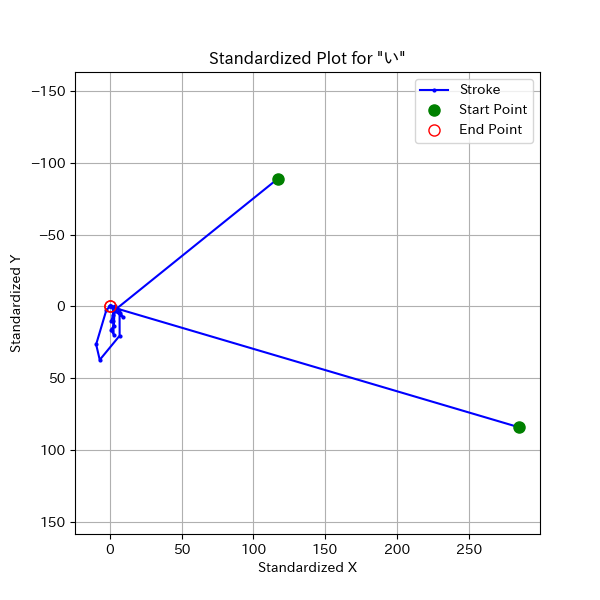 Standardized Plot for "い"
Stroke
Start Point
End Point
−150
−100
−50
0
50
100
150
Standardized Y
0
50
100
150
200
250
Standardized X